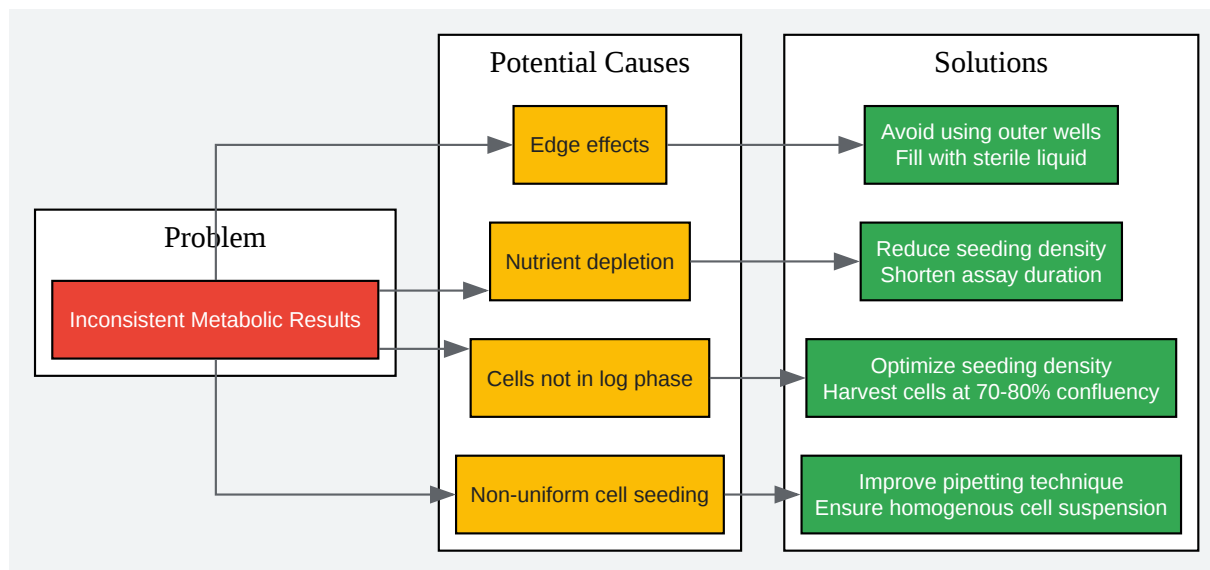 Problem
Inconsistent Metabolic Results
Potential Causes
Edge effects
Nutrient depletion
Cells not in log phase
Non-uniform cell seeding
Solutions
Avoid using outer wells
Fill with sterile liquid
Reduce seeding density
Shorten assay duration
Optimize seeding density
Harvest cells at 70-80% confluency
Improve pipetting technique
Ensure homogenous cell suspension